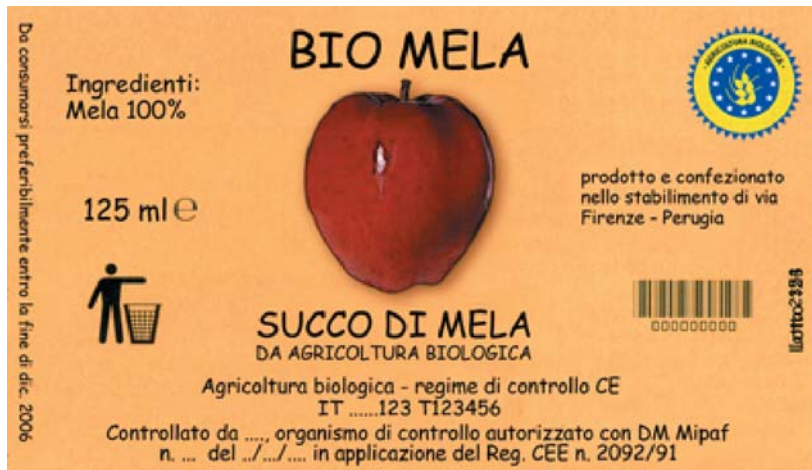 Da consumarsi preferibilmente entro la fine di dic. 2006
BIO MELA
Ingredienti:
Mela 100%
125 ml ℮
AGRICOLTURA BIOLOGICA
prodotto e confezionato
nello stabilimento di via
Firenze - Perugia
000000000
SUCCO DI MELA
DA AGRICOLTURA BIOLOGICA
Agricoltura biologica - regime di controllo CE
IT ......123 T123456
Controllato da ...., organismo di controllo autorizzato con DM Mipaf
n. ... del ../.../.... in applicazione del Reg. CEE n. 2092/91